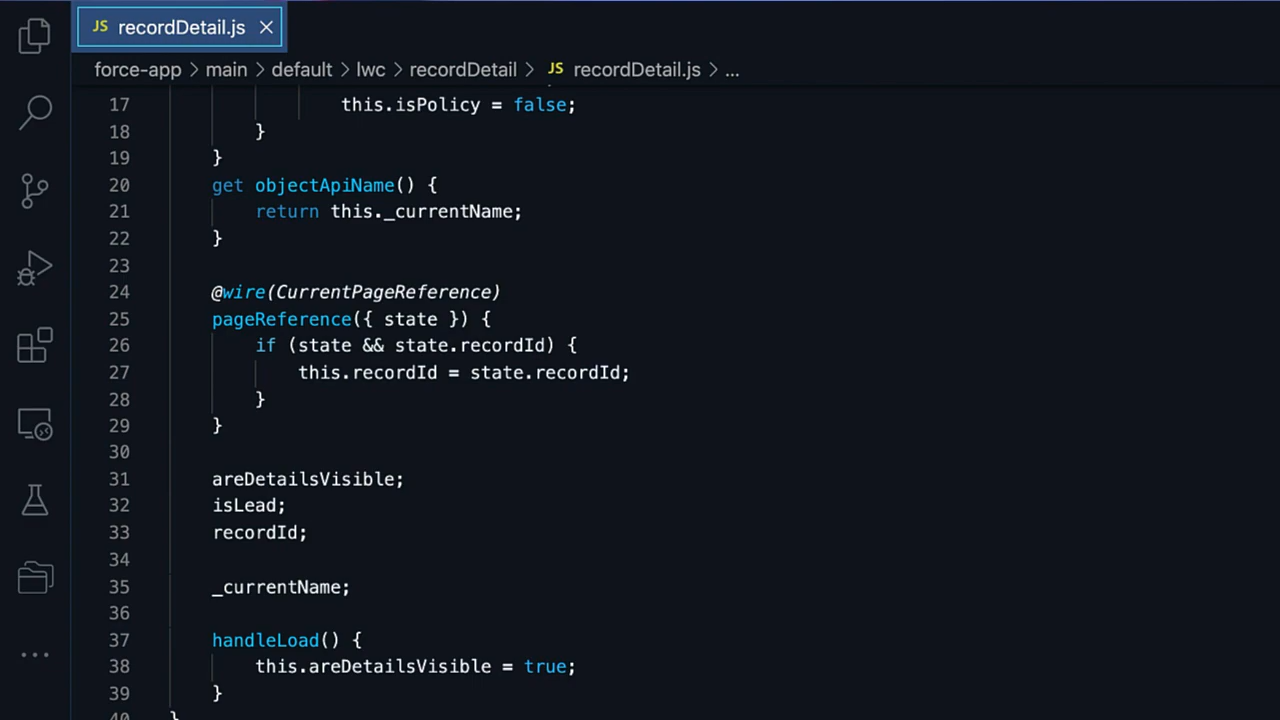 JS recordDetail.js ×
force-app > main > default > lwc > recordDetail > JS recordDetail.js > ...
17 this.isPolicy = false;
18 }
19 }
20 get objectApiName() {
21 return this._currentName;
22 }
23
24 @wire(CurrentPageReference)
25 pageReference({ state }) {
26 if (state && state.recordId) {
27 this.recordId = state.recordId;
28 }
29 }
30
31 areDetailsVisible;
32 isLead;
33 recordId;
34
35 _currentName;
36
37 handleLoad() {
38 this.areDetailsVisible = true;
39 }
40 }